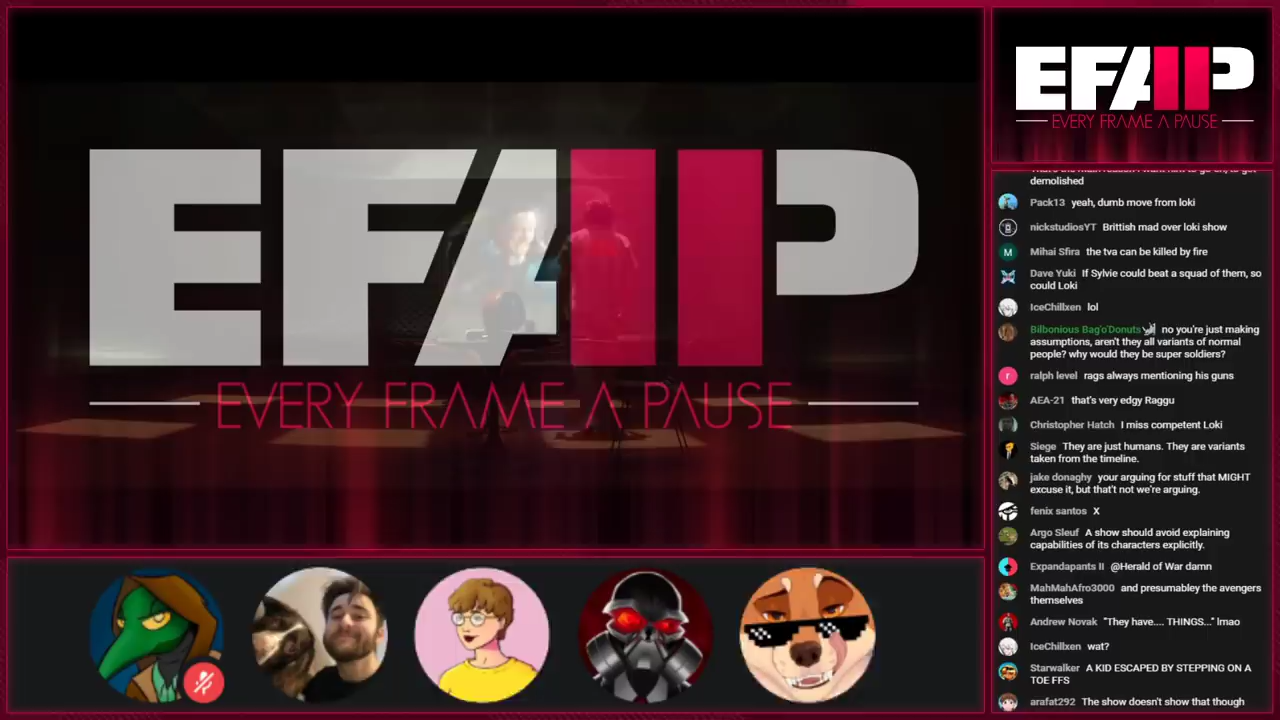 EFAP
EVERY FRAME A PAUSE
EFAP
EVERY FRAME A PAUSE
demolished
Pack13 yeah, dumb move from loki
nickstudiosYT Brittish mad over loki show
M
Mihai Sfira the tva can be killed by fire
Dave Yuki If Sylvie could beat a squad of them, so
could Loki
IceChillxen lol
Bilbonious Bag'o'Donuts no you're just making
assumptions, aren't they all variants of normal
people? why would they be super soldiers?
r
ralph level rags always mentioning his guns
AEA-21 that's very edgy Raggu
Christopher Hatch I miss competent Loki
Siege They are just humans. They are variants
taken from the timeline.
jake donaghy your arguing for stuff that MIGHT
excuse it, but that't not we're arguing.
fenix santos X
Argo Sleuf A show should avoid explaining
capabilities of its characters explicitly.
Expandapants II @Herald of War damn
MahMahAfro3000 and presumabley the avengers
themselves
Andrew Novak "They have.... THINGS..." lmao
IceChillxen wat?
Starwalker A KID ESCAPED BY STEPPING ON A
TOE FFS
arafat292 The show doesn't show that though